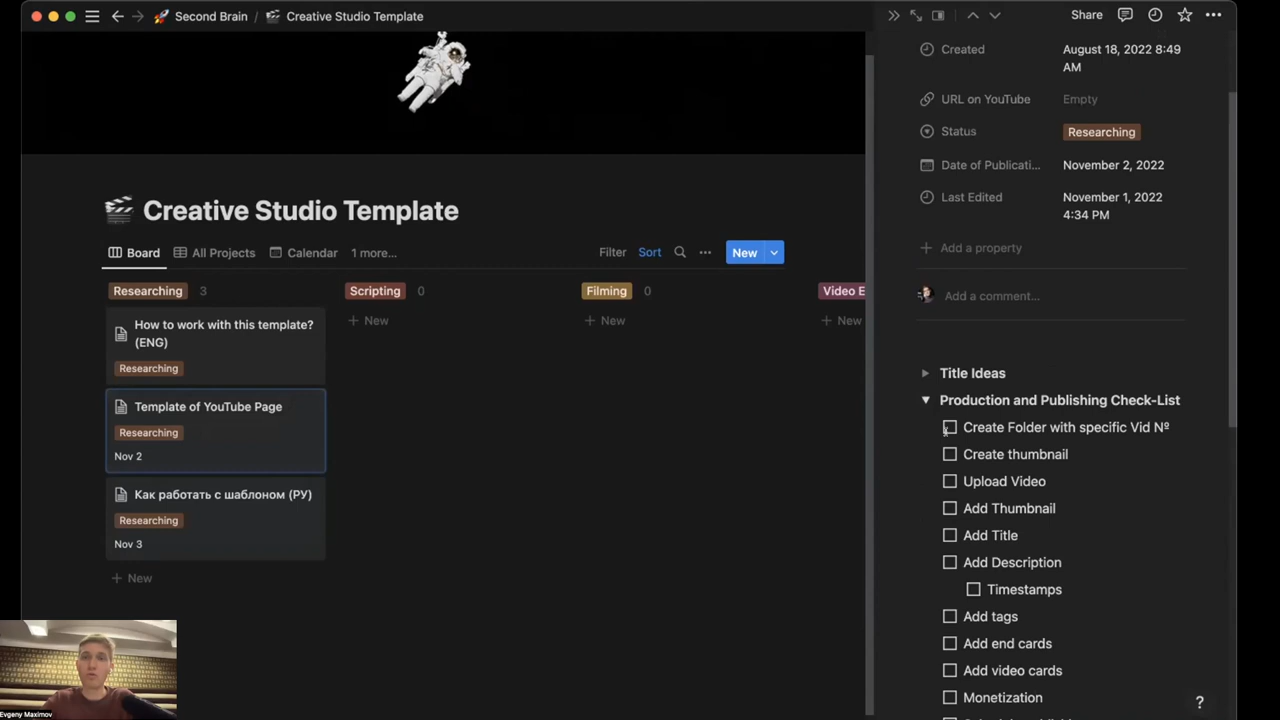 Second Brain / Creative Studio Template
Share
Created
August 18, 2022 8:49 AM
URL on YouTube
Empty
Status
Researching
Date of Publicati...
November 2, 2022
Last Edited
November 1, 2022 4:34 PM
Add a property
Add a comment...
Creative Studio Template
Board
All Projects
Calendar
1 more...
Filter
Sort
New
Researching 3
Scripting 0
Filming 0
Video E
How to work with this template?
(ENG)
Researching
+ New
+ New
+ New
Template of YouTube Page
Researching
Nov 2
Как работать с шаблоном (РУ)
Researching
Nov 3
+ New
Title Ideas
Production and Publishing Check-List
Create Folder with specific Vid Nº
Create thumbnail
Upload Video
Add Thumbnail
Add Title
Add Description
Timestamps
Add tags
Add end cards
Add video cards
Monetization
?
Evgeny Maximov